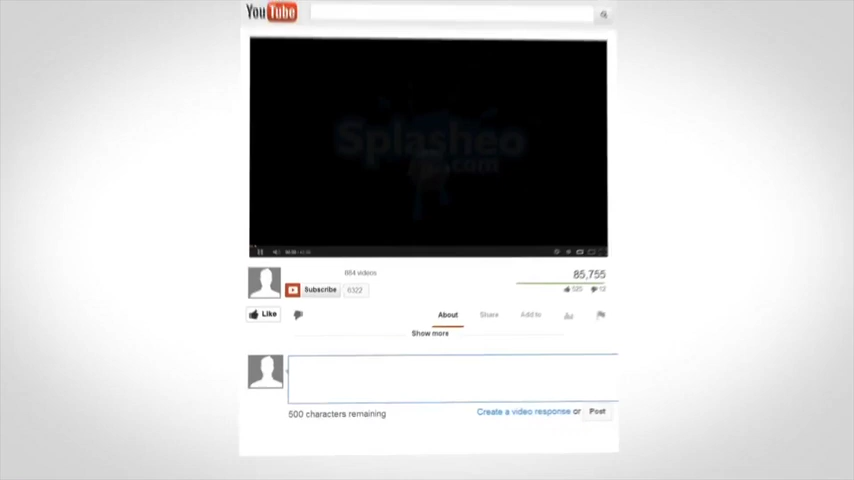 YouTube
Splasheo
.com
664 videos
Subscribe 6322
85,755
Like
About Share Add to
Show more
500 characters remaining
Create a video response or Post